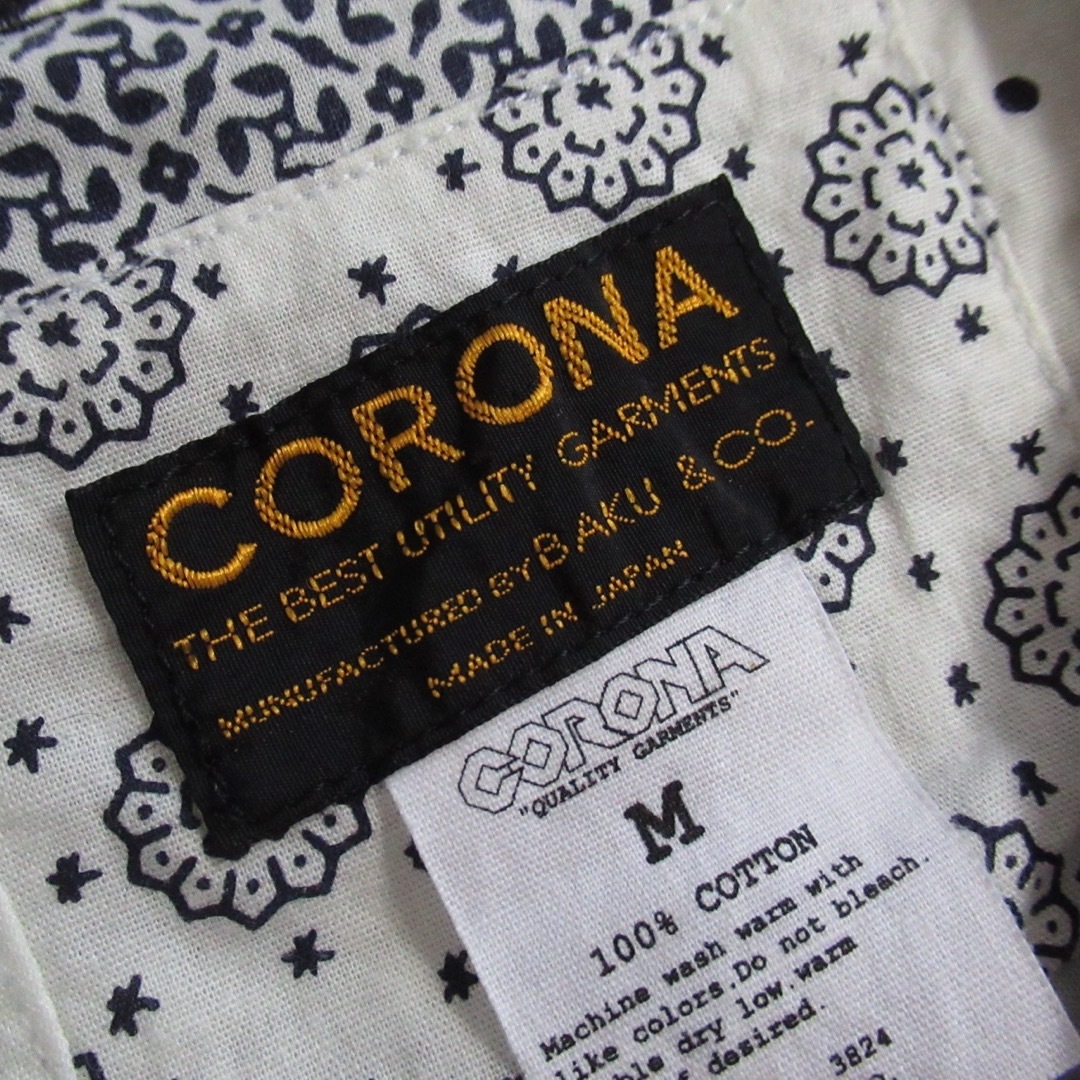 CORONA
THE BEST UTILITY GARMENTS
MUNUFACTURED BY BAKU & CO.
MADE IN JAPAN
CORONA
"QUALITY GARMENTS"
M
100% COTTON
Machine wash warm with
like colors.Do not bleach.
ble dry low.warm
f desired.
3824